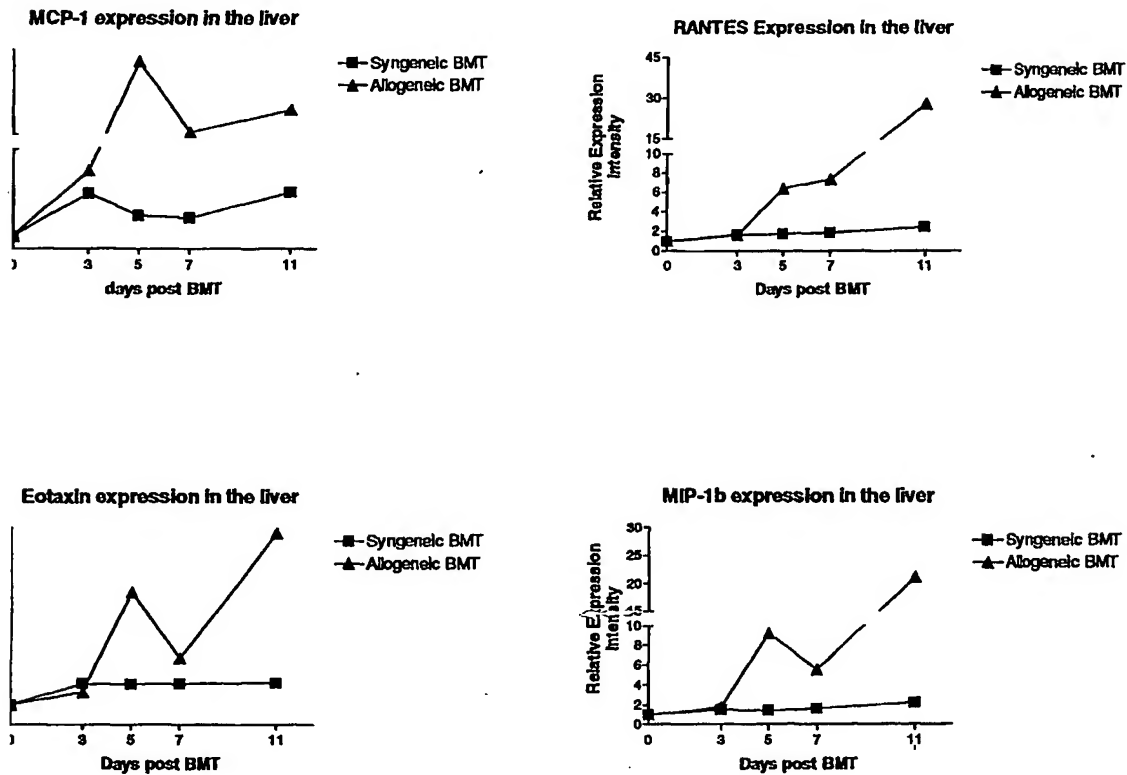 MCP-1 expression in the liver
Syngeneic BMT
Allogeneic BMT
3 5 7 11
days post BMT
RANTES Expression in the liver
Relative Expression
Intensity
45
30
15
10
8
6
4
2
0
0 3 5 7 11
Days post BMT
Syngeneic BMT
Allogeneic BMT
Eotaxin expression in the liver
Syngeneic BMT
Allogeneic BMT
3 5 7 11
Days post BMT
MIP-1b expression in the liver
Relative Expression
Intensity
30
25
20
15
10
8
6
4
2
0
0 3 5 7 11
Days post BMT
Syngeneic BMT
Allogeneic BMT